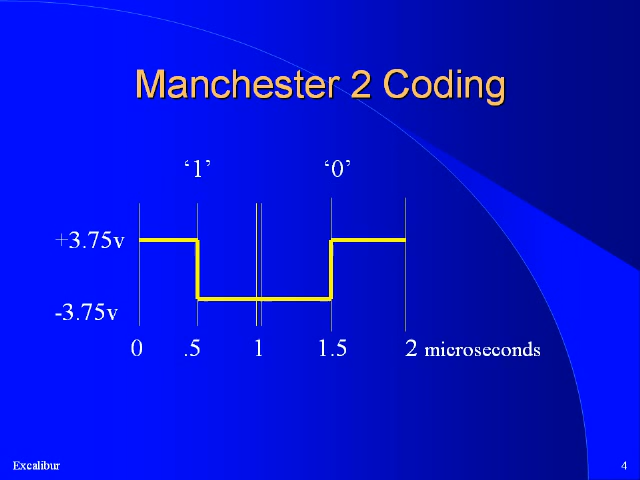 Manchester 2 Coding
‘1’ ‘0’
+3.75v
-3.75v
0 .5 1 1.5 2 microseconds
Excalibur 4